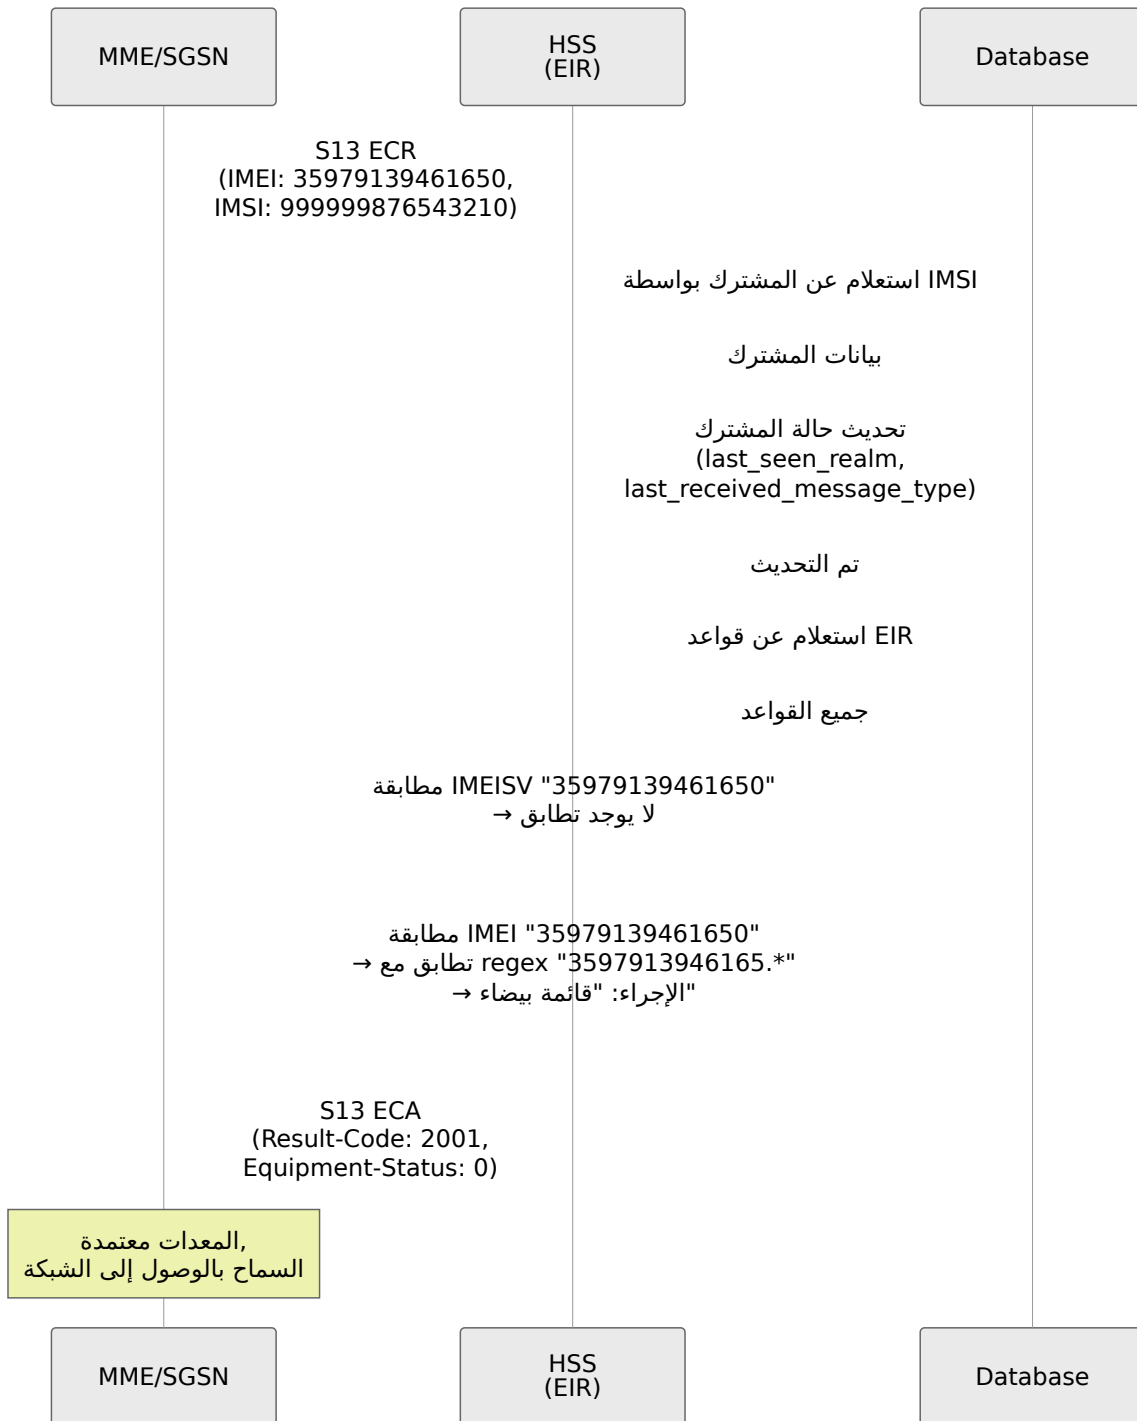 MME/SGSN
HSS
(EIR)
Database
S13 ECR
(IMEI: 35979139461650,
IMSI: 999999876543210)
استعلام عن المشترك بواسطة IMSI
بيانات المشترك
تحديث حالة المشترك
(last_seen_realm,
last_received_message_type)
تم التحديث
استعلام عن قواعد EIR
جميع القواعد
مطابقة IMEISV "35979139461650"
→ لا يوجد تطابق
مطابقة IMEI "35979139461650"
→ تطابق مع regex "3597913946165.*"
→ الإجراء: "قائمة بيضاء"
S13 ECA
(Result-Code: 2001,
Equipment-Status: 0)
المعدات معتمدة,
السماح بالوصول إلى الشبكة
MME/SGSN
HSS
(EIR)
Database